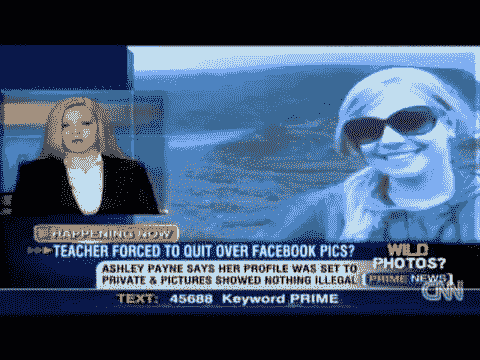 HAPPENING NOW
TEACHER FORCED TO QUIT OVER FACEBOOK PICS?
ASHLEY PAYNE SAYS HER PROFILE WAS SET TO
PRIVATE & PICTURES SHOWED NOTHING ILLEGAL
TEXT: 45688 Keyword PRIME
WILD
PHOTOS?
PRIME NEWS
CNN